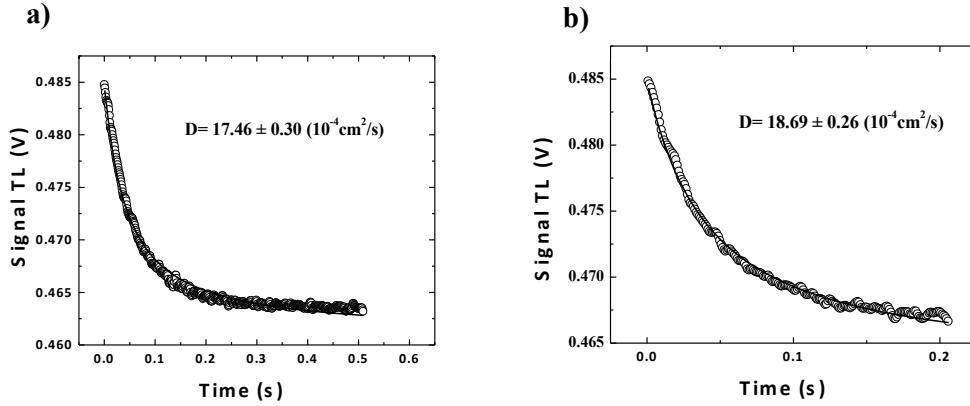 a)
0.485
0.480
0.475
0.470
0.465
0.460
Signal TL (V)
D= 17.46 ± 0.30 (10⁻⁴cm²/s)
0.0 0.1 0.2 0.3 0.4 0.5 0.6
Time (s)
b)
0.485
0.480
0.475
0.470
0.465
Signal TL (V)
D= 18.69 ± 0.26 (10⁻⁴cm²/s)
0.0 0.1 0.2
Time (s)